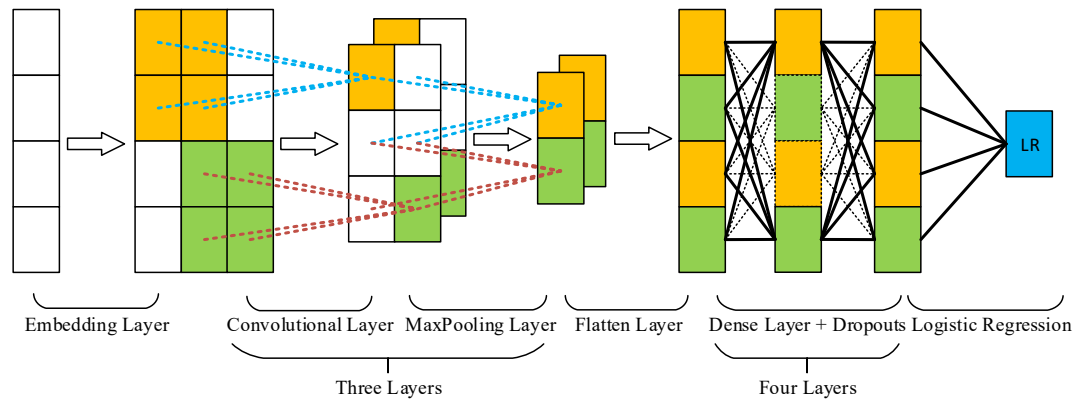 LR
Embedding Layer
Convolutional Layer
MaxPooling Layer
Flatten Layer
Dense Layer + Dropouts
Logistic Regression
Three Layers
Four Layers